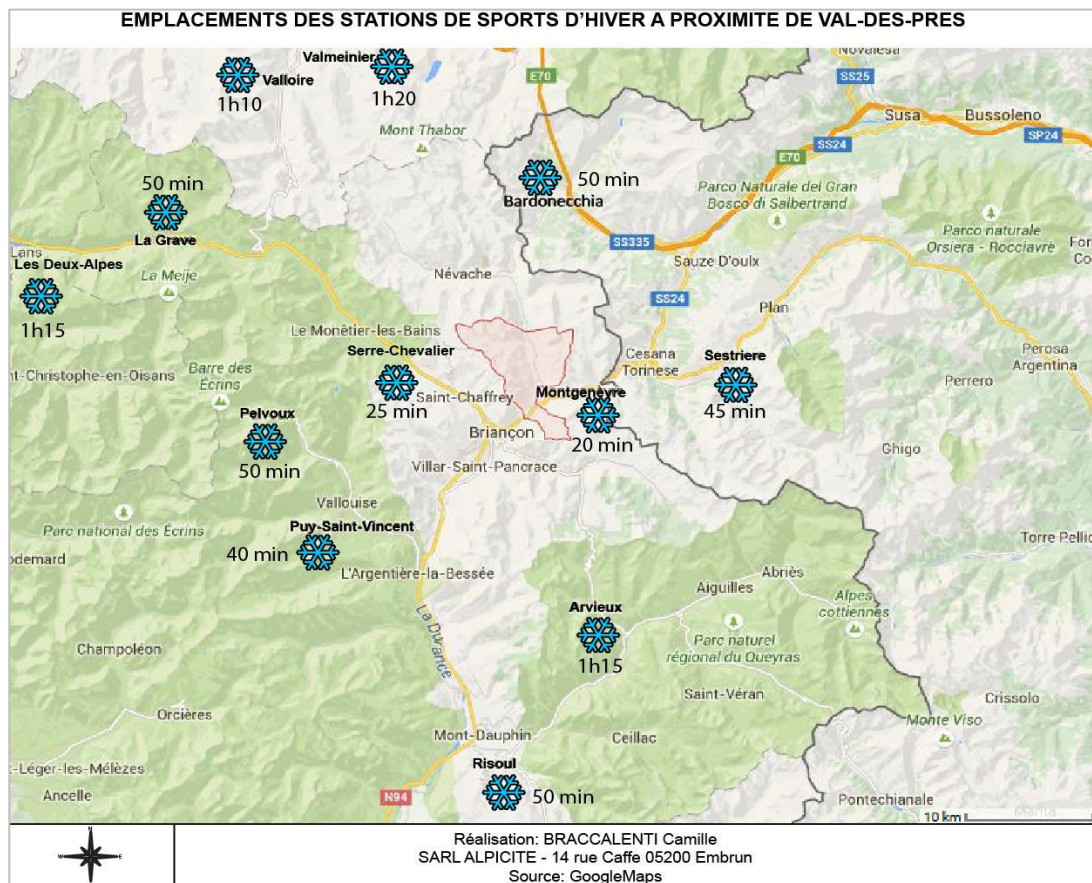 EMPLACEMENTS DES STATIONS DE SPORTS D'HIVER A PROXIMITE DE VAL-DES-PRES
Novalesa
Valmeinier
Valloire
1h10
1h20
E70
SS25
Susa
Bussoleno
SP24
Mont Thabor
SS24
E70
50 min
Bardonecchia
50 min
Parco Naturale del Gran
Bosco di Salbertrand
Parco naturale
Orsiera - Rocciavrè
La Grave
SS335
Sauze D'oulx
Les Deux-Alpes
La Meije
Névache
1h15
SS24
Plan
Le Monêtier-les-Bains
Serre-Chevalier
Cesana
Torinese
Sestriere
Perosa
Argentina
Barre des
Écrins
Saint-Chaffrey
25 min
Montgenèvre
45 min
Perrero
Pelvoux
Briançon
20 min
50 min
Villar-Saint-Pancrace
Ghigo
Vallouise
Parc national des Écrins
Puy-Saint-Vincent
40 min
L'Argentière-la-Bessée
Abriès
Aiguilles
Alpes
cottiennes
La Durance
Arvieux
1h15
Parc naturel
régional du Queyras
Champoléon
Saint-Véran
Crissolo
Orcières
Mont-Dauphin
Ceillac
Monte Viso
Risoul
50 min
Ancelle
N94
Pontechianale
10 km
N
W
E
S
Réalisation: BRACCALENTI Camille
SARL ALPICITE - 14 rue Caffe 05200 Embrun
Source: GoogleMaps